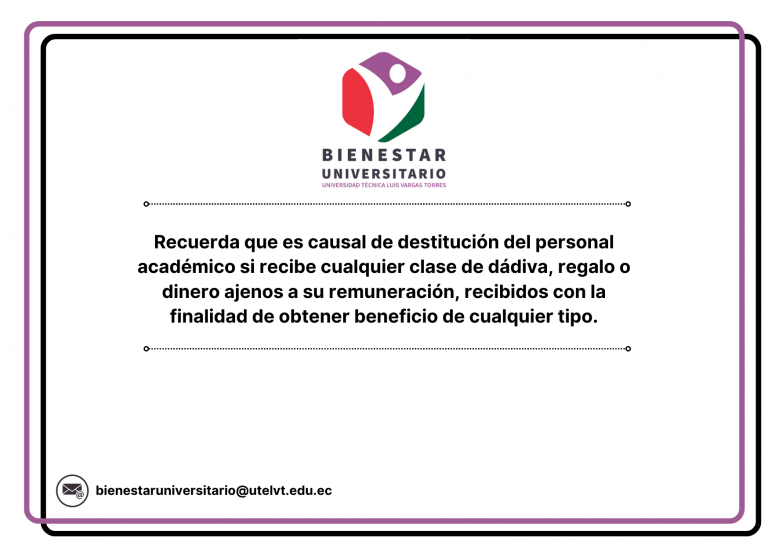 BIENESTAR
UNIVERSITARIO
UNIVERSIDAD TÉCNICA LUIS VARGAS TORRES
Recuerda que es causal de destitución del personal
académico si recibe cualquier clase de dádiva, regalo o
dinero ajenos a su remuneración, recibidos con la
finalidad de obtener beneficio de cualquier tipo.
@
bienestaruniversitario@utelvt.edu.ec